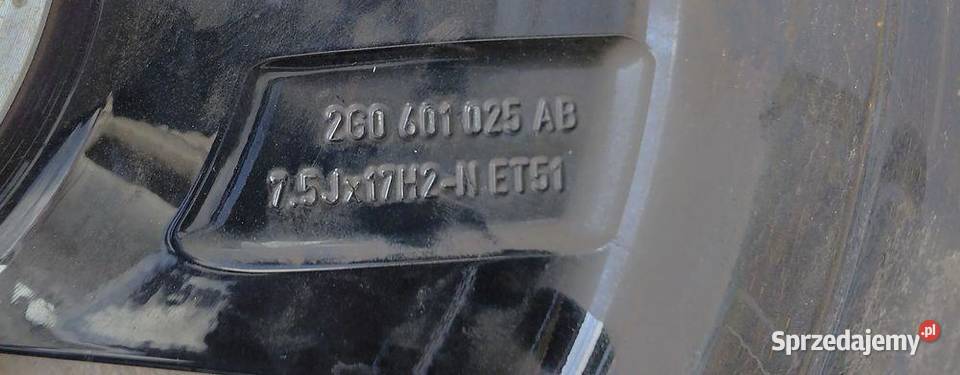 2G0 601 025 AB
7.5Jx17H2-N ET51
Sprzedajemy.pl